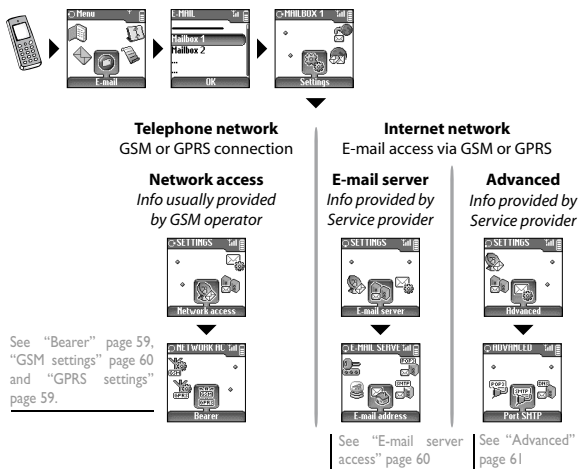 Menu
E-mail
E-MAIL
Mailbox 1
Mailbox 2
...
...
OK
MAILBOX 1
Settings
Telephone network
GSM or GPRS connection
Internet network
E-mail access via GSM or GPRS
Network access
Info usually provided
by GSM operator
E-mail server
Info provided by
Service provider
Advanced
Info provided by
Service provider
SETTINGS
Network access
SETTINGS
E-mail server
SETTINGS
Advanced
See "Bearer" page 59,
"GSM settings" page 60
and "GPRS settings"
page 59.
NETWORK AC
GSM
GPRS
GSM
GPRS
Bearer
E-MAIL SERVE
POP3
SMTP
E-mail address
ADVANCED
POP3
SMTP
DNS
Port SMTP
See "E-mail server
access" page 60
See "Advanced"
page 61